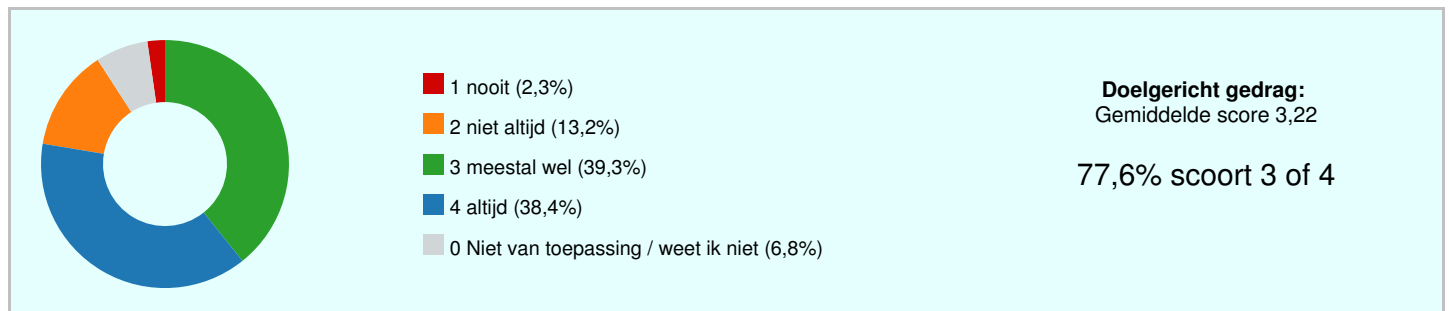 1 nooit (2,3%)
2 niet altijd (13,2%)
3 meestal wel (39,3%)
4 altijd (38,4%)
0 Niet van toepassing / weet ik niet (6,8%)
Doelgericht gedrag:
Gemiddelde score 3,22
77,6% scoort 3 of 4